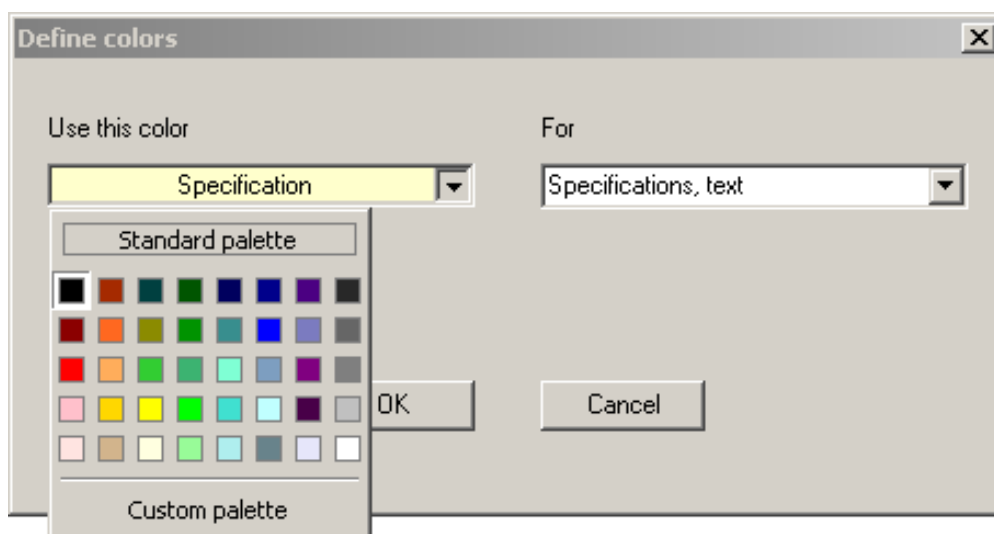 Define colors
Use this color
For
Specification
Specifications, text
Standard palette
OK
Cancel
Custom palette